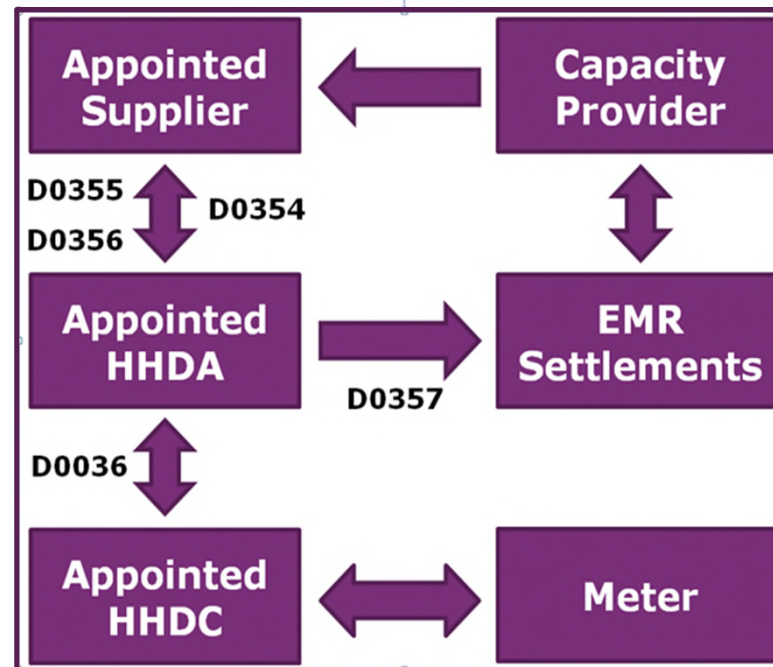 Appointed
Supplier
Capacity
Provider
D0355
D0354
D0356
Appointed
HHDA
EMR
Settlements
D0357
D0036
Appointed
HHDC
Meter